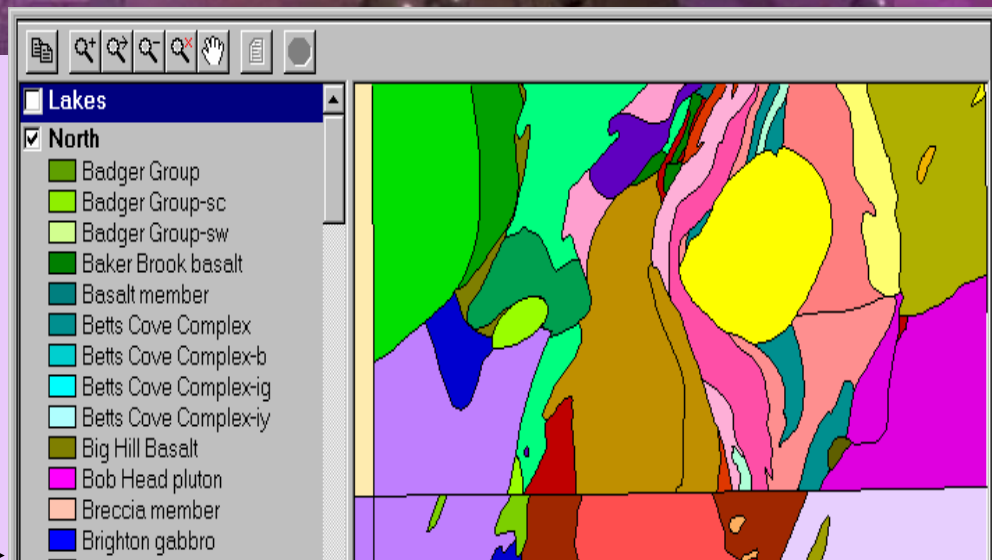 Lakes
North
Badger Group
Badger Group-sc
Badger Group-sw
Baker Brook basalt
Basalt member
Betts Cove Complex
Betts Cove Complex-b
Betts Cove Complex-ig
Betts Cove Complex-iy
Big Hill Basalt
Bob Head pluton
Breccia member
Brighton gabbro